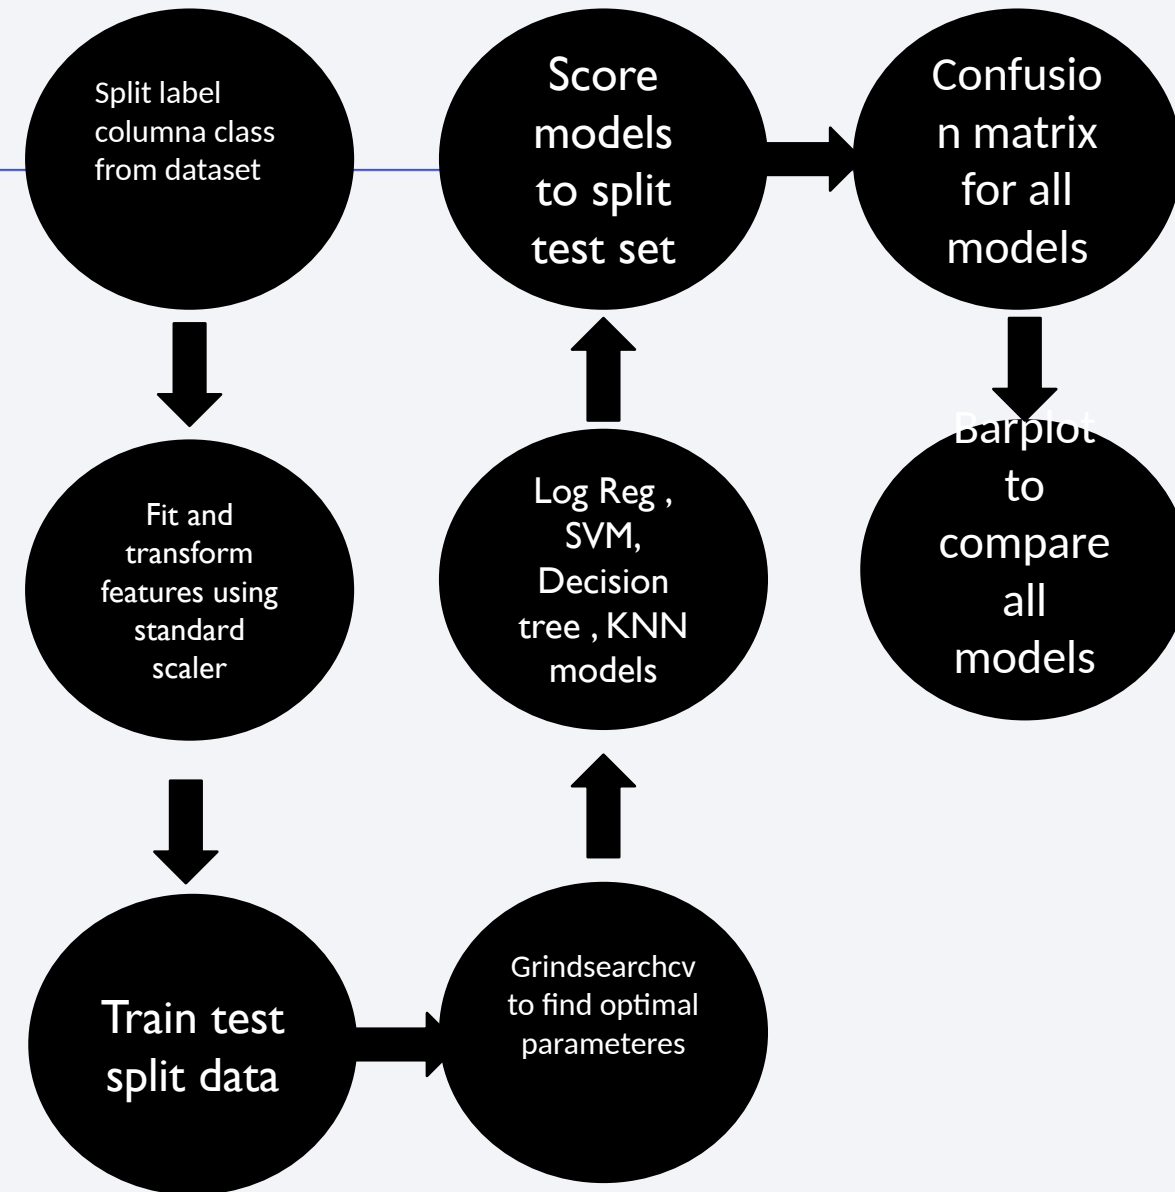 Split label
columna class
from dataset
Fit and
transform
features using
standard
scaler
Train test
split data
Grindsearchcv
to find optimal
parameteres
Log Reg ,
SVM,
Decision
tree , KNN
models
Score
models
to split
test set
Confusio
n matrix
for all
models
Barplot
to
compare
all
models